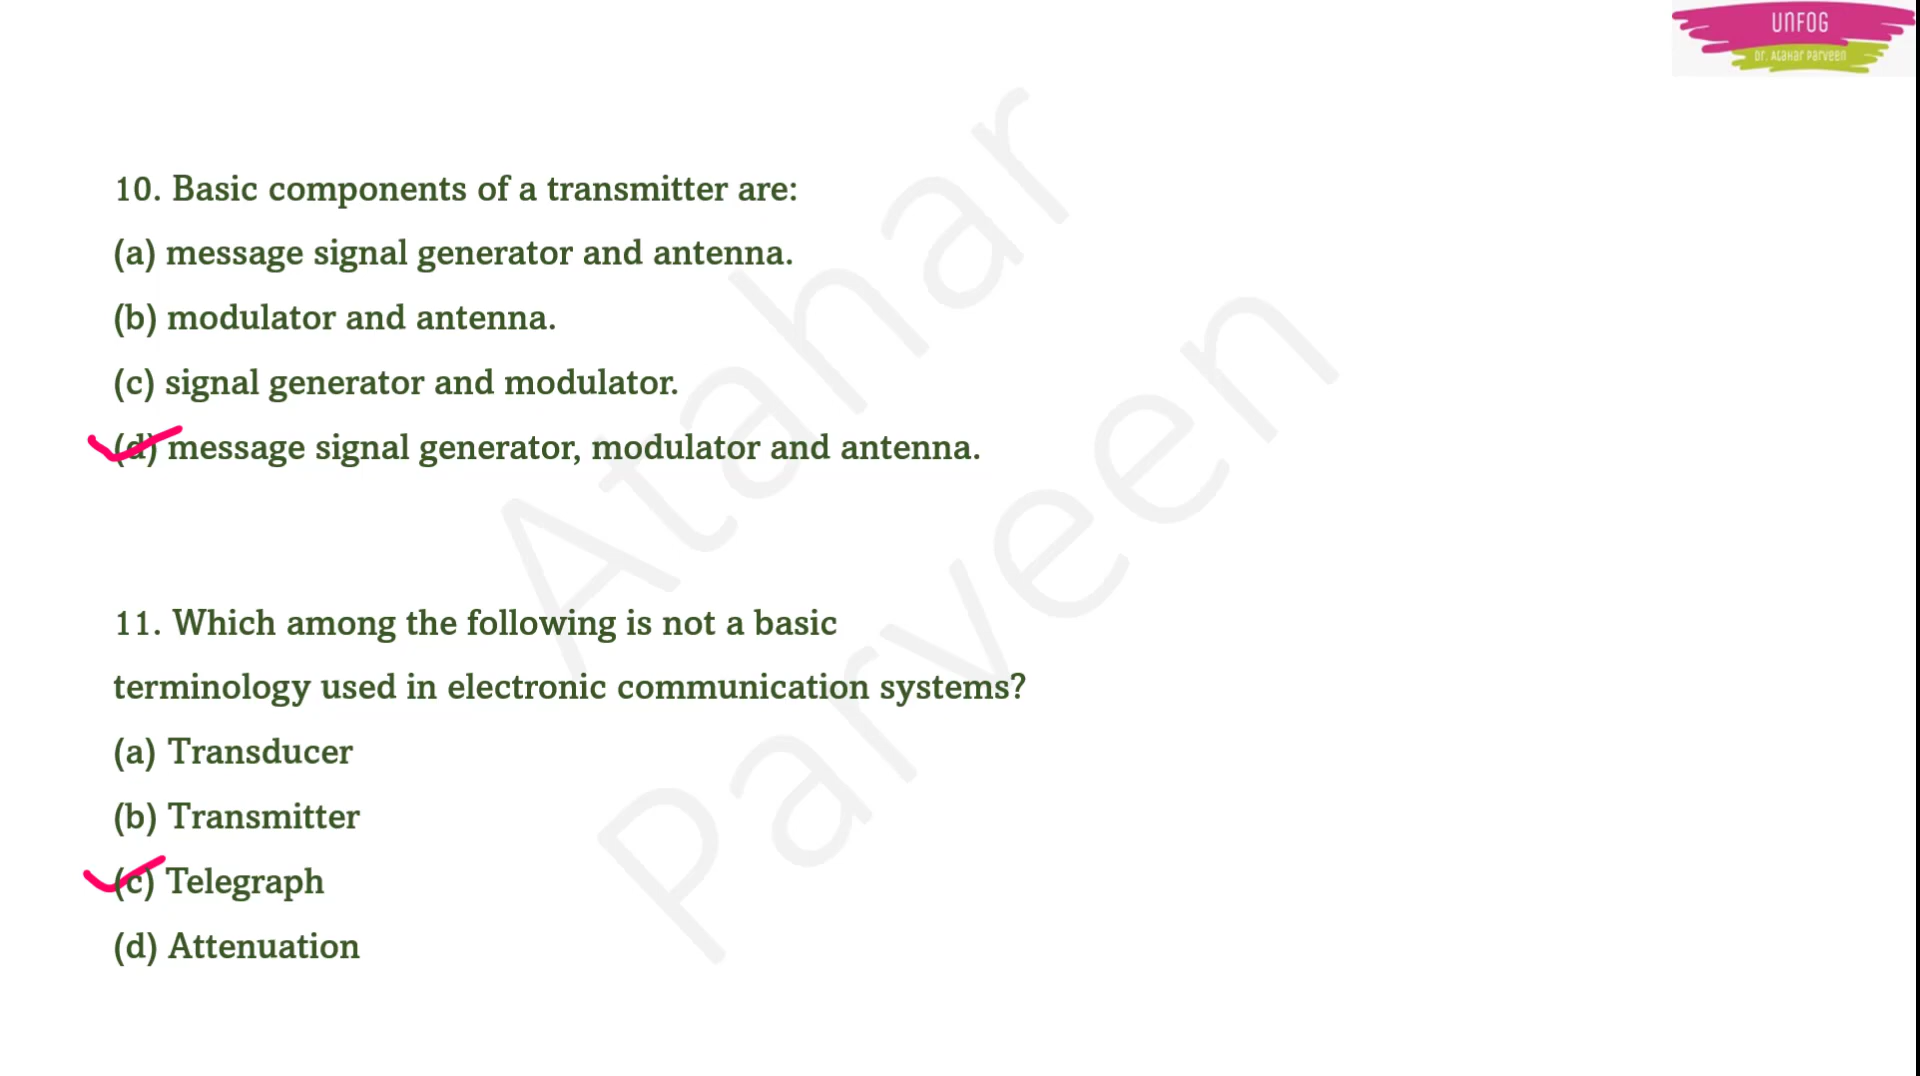 UNFOG
Dr. Atahar Parveen
10. Basic components of a transmitter are:
(a) message signal generator and antenna.
(b) modulator and antenna.
(c) signal generator and modulator.
(d) message signal generator, modulator and antenna.
11. Which among the following is not a basic
terminology used in electronic communication systems?
(a) Transducer
(b) Transmitter
(c) Telegraph
(d) Attenuation
Atahar
Parveen